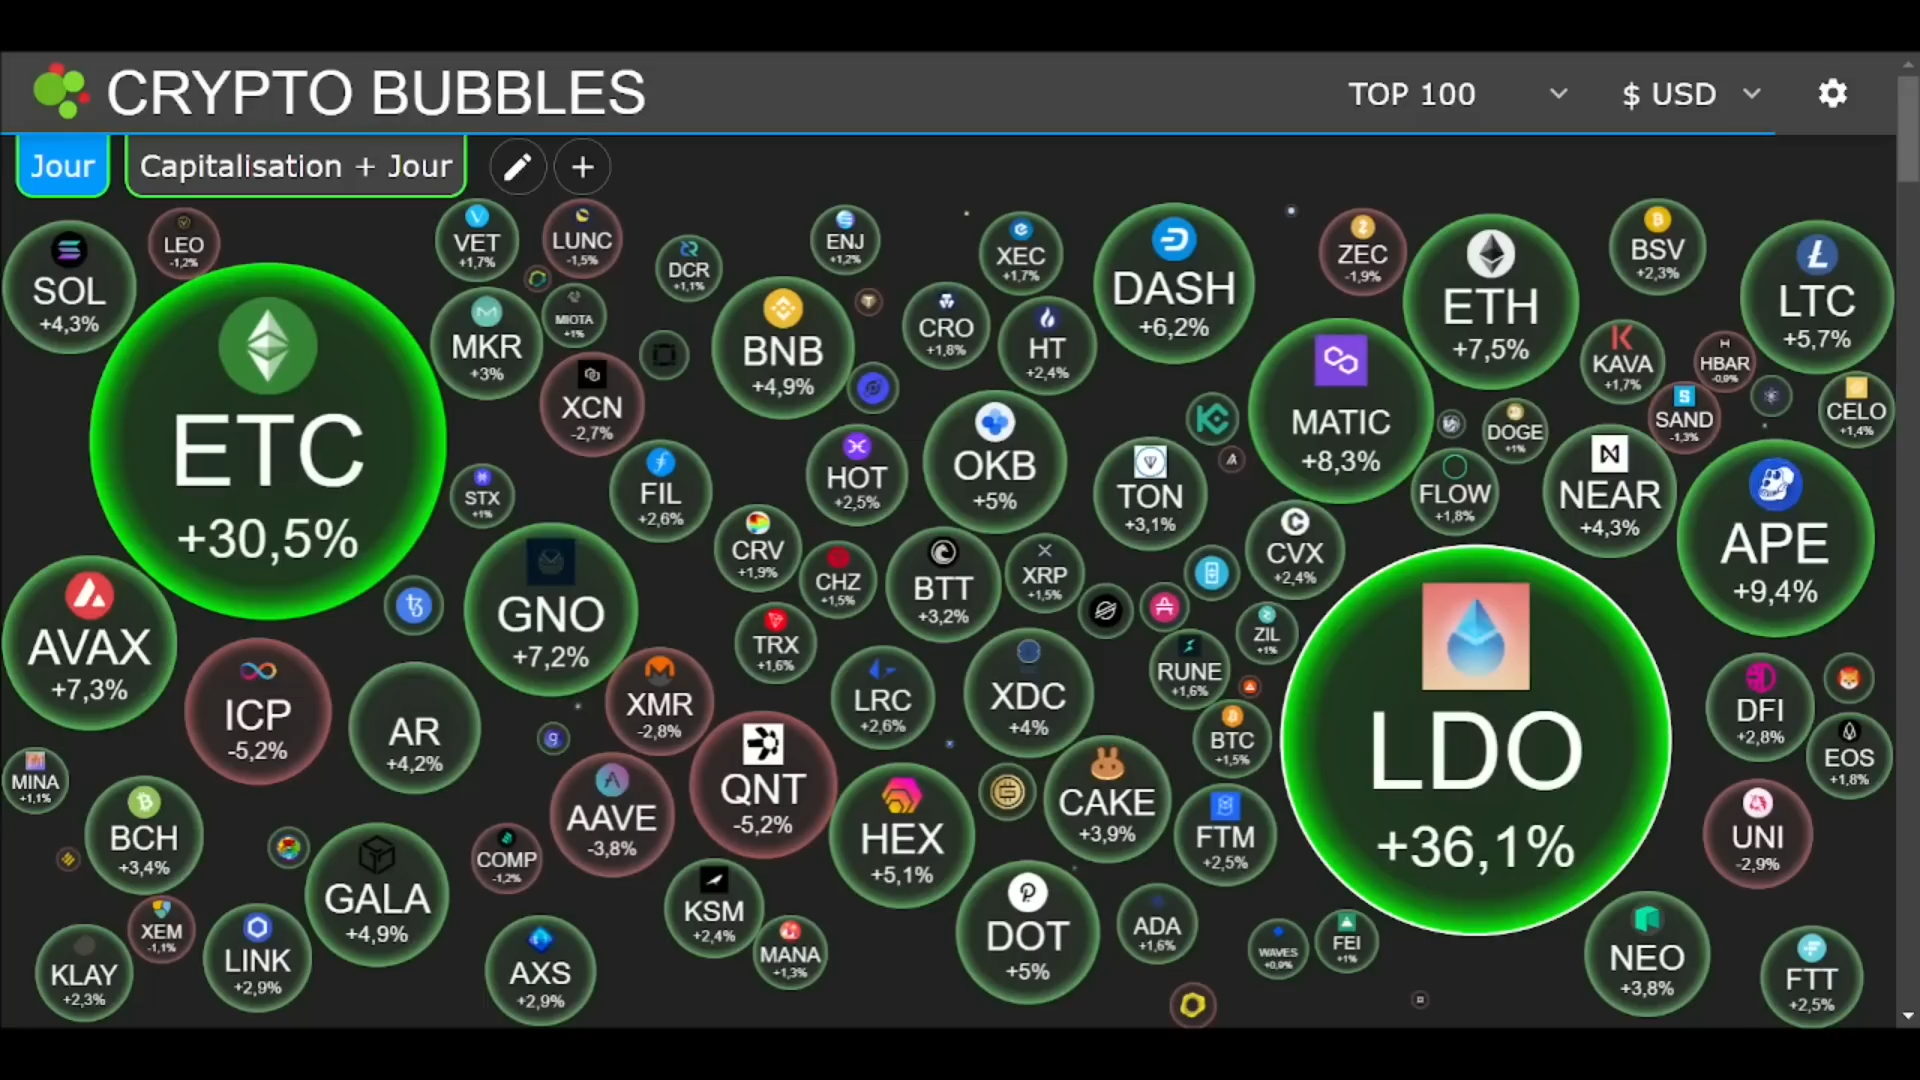 CRYPTO BUBBLES
TOP 100
$ USD
Jour
Capitalisation + Jour
SOL
+4,3%
LEO
-1,2%
VET
+1,7%
LUNC
-1,5%
DCR
+1,1%
ENJ
+1,2%
XEC
+1,7%
DASH
+6,2%
ZEC
-1,9%
ETH
+7,5%
BSV
+2,3%
LTC
+5,7%
ETC
+30,5%
MKR
+3%
MIOTA
+1%
XCN
-2,7%
BNB
+4,9%
CRO
+1,8%
HT
+2,4%
MATIC
+8,3%
KAVA
+1,7%
HBAR
-0,9%
SAND
-1,3%
CELO
+1,4%
DOGE
+1%
STX
+1%
FIL
+2,6%
HOT
+2,5%
OKB
+5%
TON
+3,1%
FLOW
+1,8%
NEAR
+4,3%
APE
+9,4%
CRV
+1,9%
CHZ
+1,5%
BTT
+3,2%
XRP
+1,5%
CVX
+2,4%
AVAX
+7,3%
GNO
+7,2%
TRX
+1,6%
ZIL
+1%
RUNE
+1,6%
ICP
-5,2%
AR
+4,2%
XMR
-2,8%
LRC
+2,6%
XDC
+4%
BTC
+1,5%
LDO
+36,1%
DFI
+2,8%
EOS
+1,8%
MINA
+1,1%
BCH
+3,4%
AAVE
-3,8%
QNT
-5,2%
HEX
+5,1%
CAKE
+3,9%
FTM
+2,5%
UNI
-2,9%
COMP
-1,2%
GALA
+4,9%
KSM
+2,4%
XEM
-1,1%
LINK
+2,9%
KLAY
+2,3%
AXS
+2,9%
MANA
+1,3%
DOT
+5%
ADA
+1,6%
WAVES
+0,9%
FEI
+1%
NEO
+3,8%
FTT
+2,5%